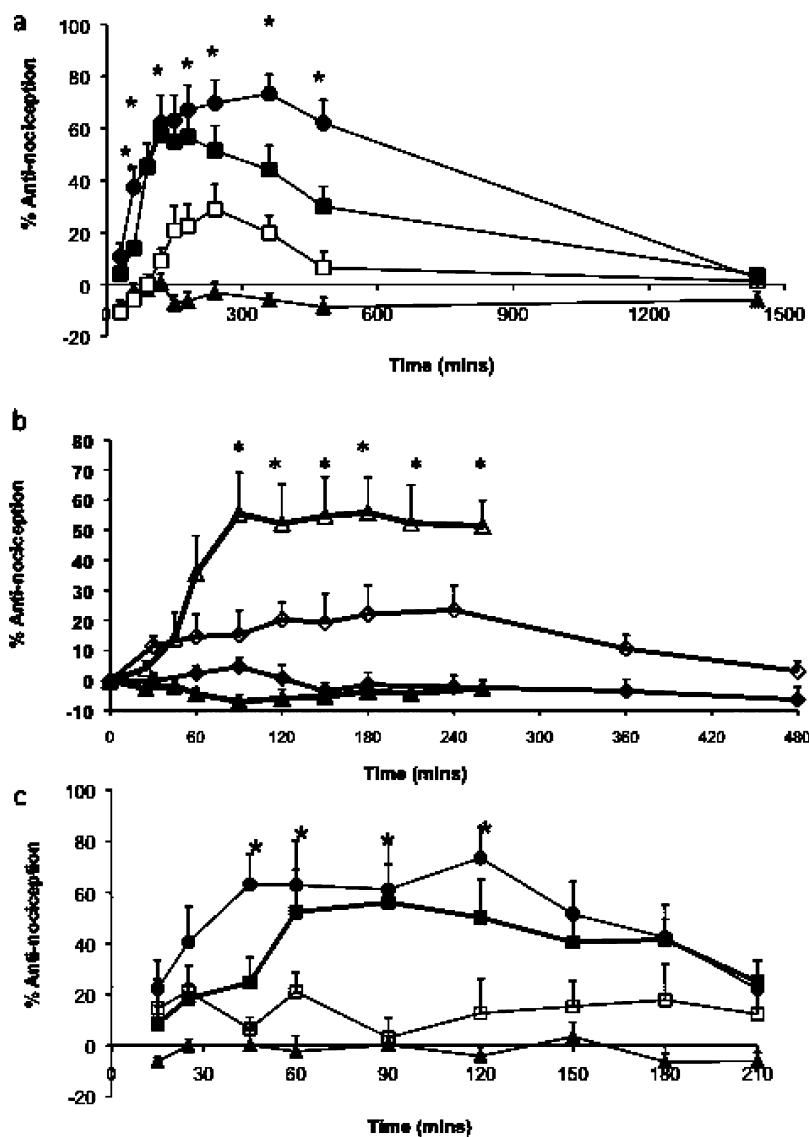 a
100
80
60
40
20
0
-20
% Anti-nociception
* * * * * * *
0 300 600 900 1200 1500
Time (mins)
b
80
70
60
50
40
30
20
10
0
-10
% Anti-nociception
* * * * * *
0 60 120 180 240 300 360 420 480
Time (mins)
c
100
80
60
40
20
0
-20
% Anti-nociception
* * * *
0 30 60 90 120 150 180 210
Time (mins)